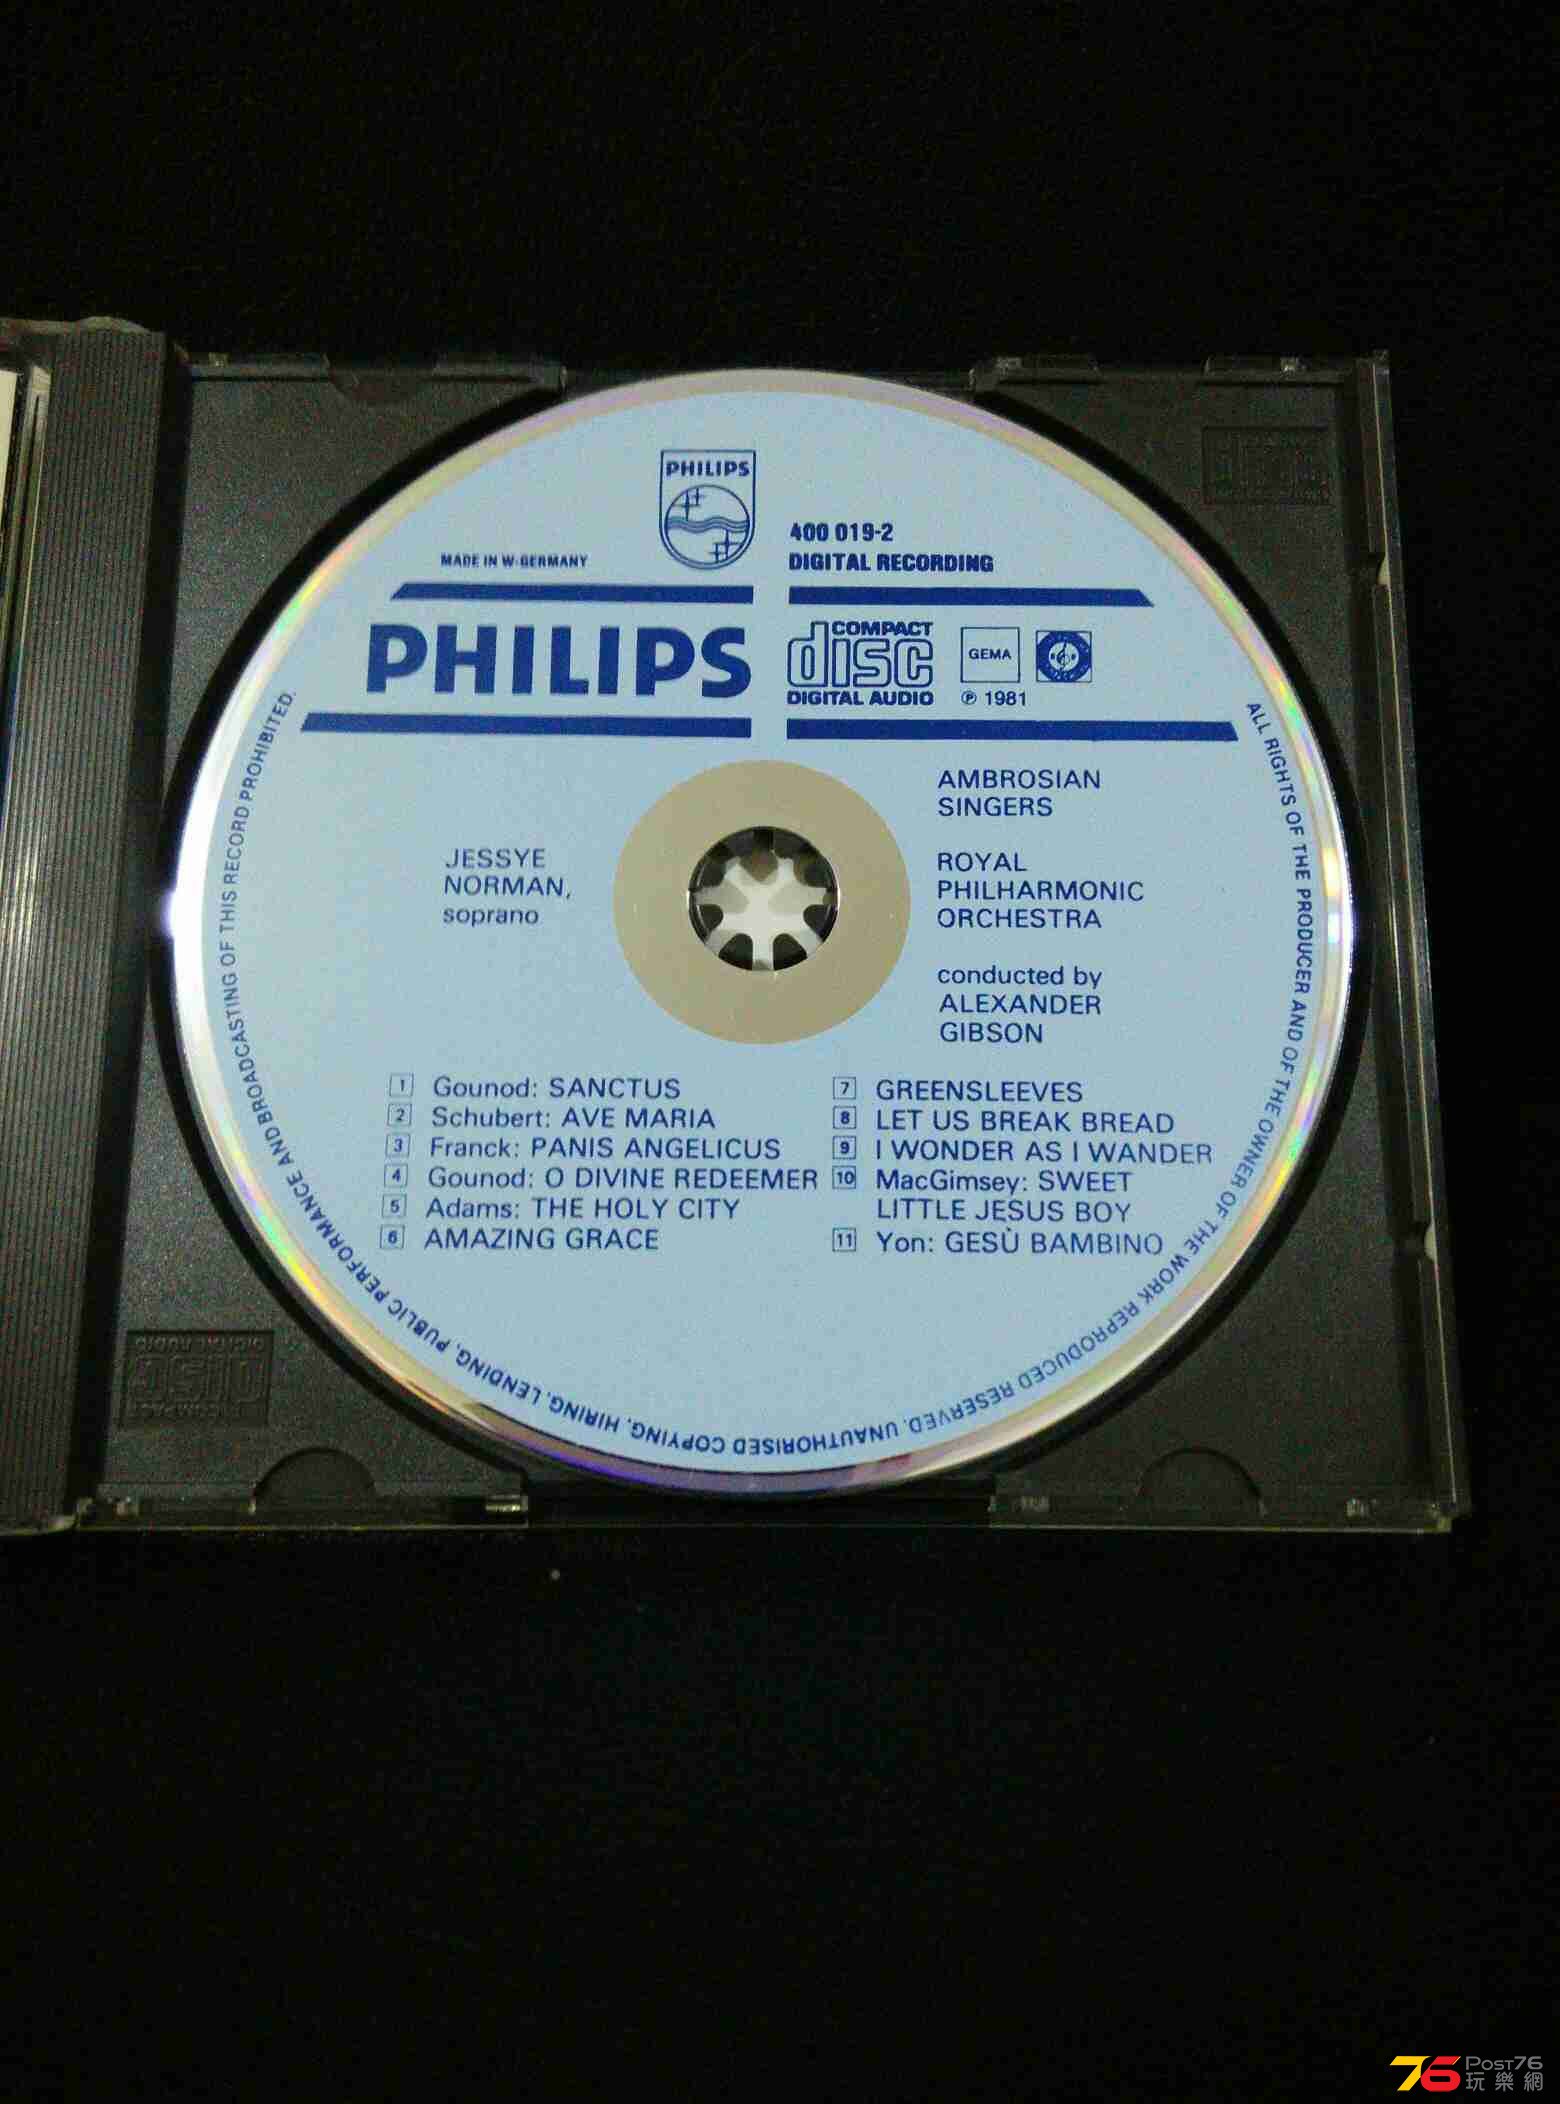 PHILIPS
400 019-2
MADE IN W-GERMANY
DIGITAL RECORDING
PHILIPS
COMPACT
disc
DIGITAL AUDIO
GEMA
℗ 1981
JESSYE
NORMAN,
soprano
AMBROSIAN
SINGERS
ROYAL
PHILHARMONIC
ORCHESTRA
conducted by
ALEXANDER
GIBSON
1 Gounod: SANCTUS
2 Schubert: AVE MARIA
3 Franck: PANIS ANGELICUS
4 Gounod: O DIVINE REDEEMER
5 Adams: THE HOLY CITY
6 AMAZING GRACE
7 GREENSLEEVES
8 LET US BREAK BREAD
9 I WONDER AS I WANDER
10 MacGimsey: SWEET
LITTLE JESUS BOY
11 Yon: GESÙ BAMBINO
ALL RIGHTS OF THE PRODUCER AND OF THE OWNER OF THE WORK REPRODUCED RESERVED. UNAUTHORISED COPYING, HIRING, LENDING, PUBLIC PERFORMANCE AND BROADCASTING OF THIS RECORD PROHIBITED.
COMPACT
disc
DIGITAL AUDIO
76 POST76
玩樂網